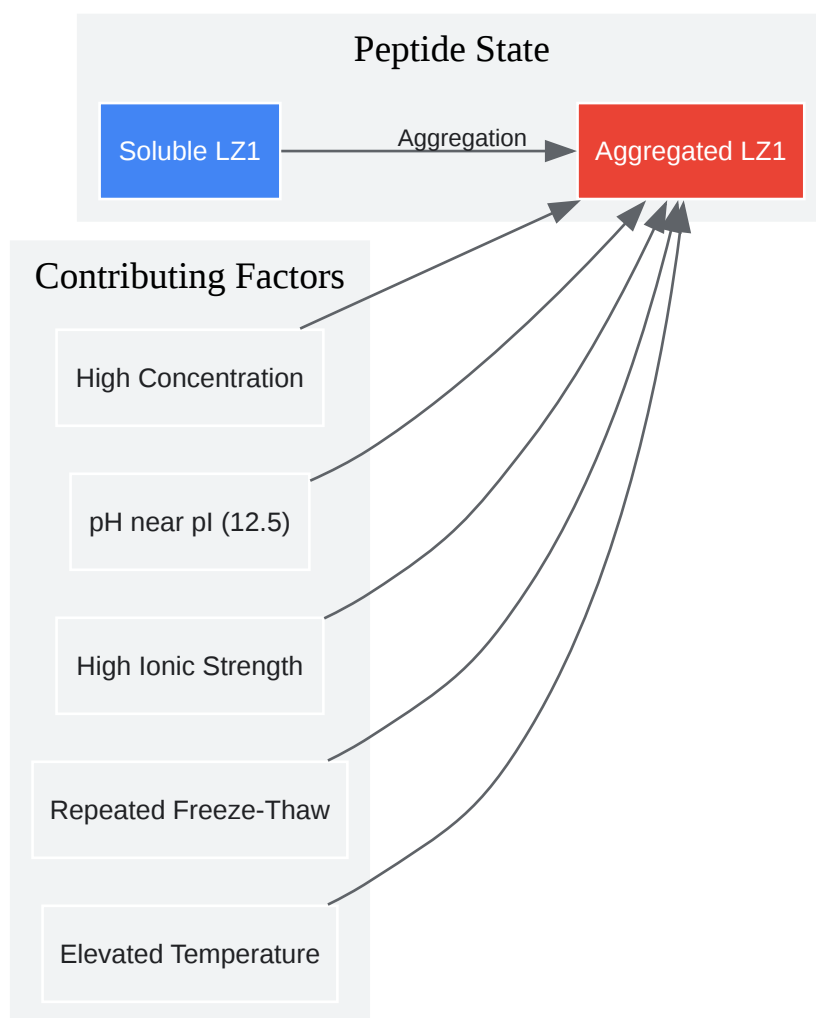 Peptide State
Soluble LZ1
Aggregation
Aggregated LZ1
Contributing Factors
High Concentration
pH near pI (12.5)
High Ionic Strength
Repeated Freeze-Thaw
Elevated Temperature